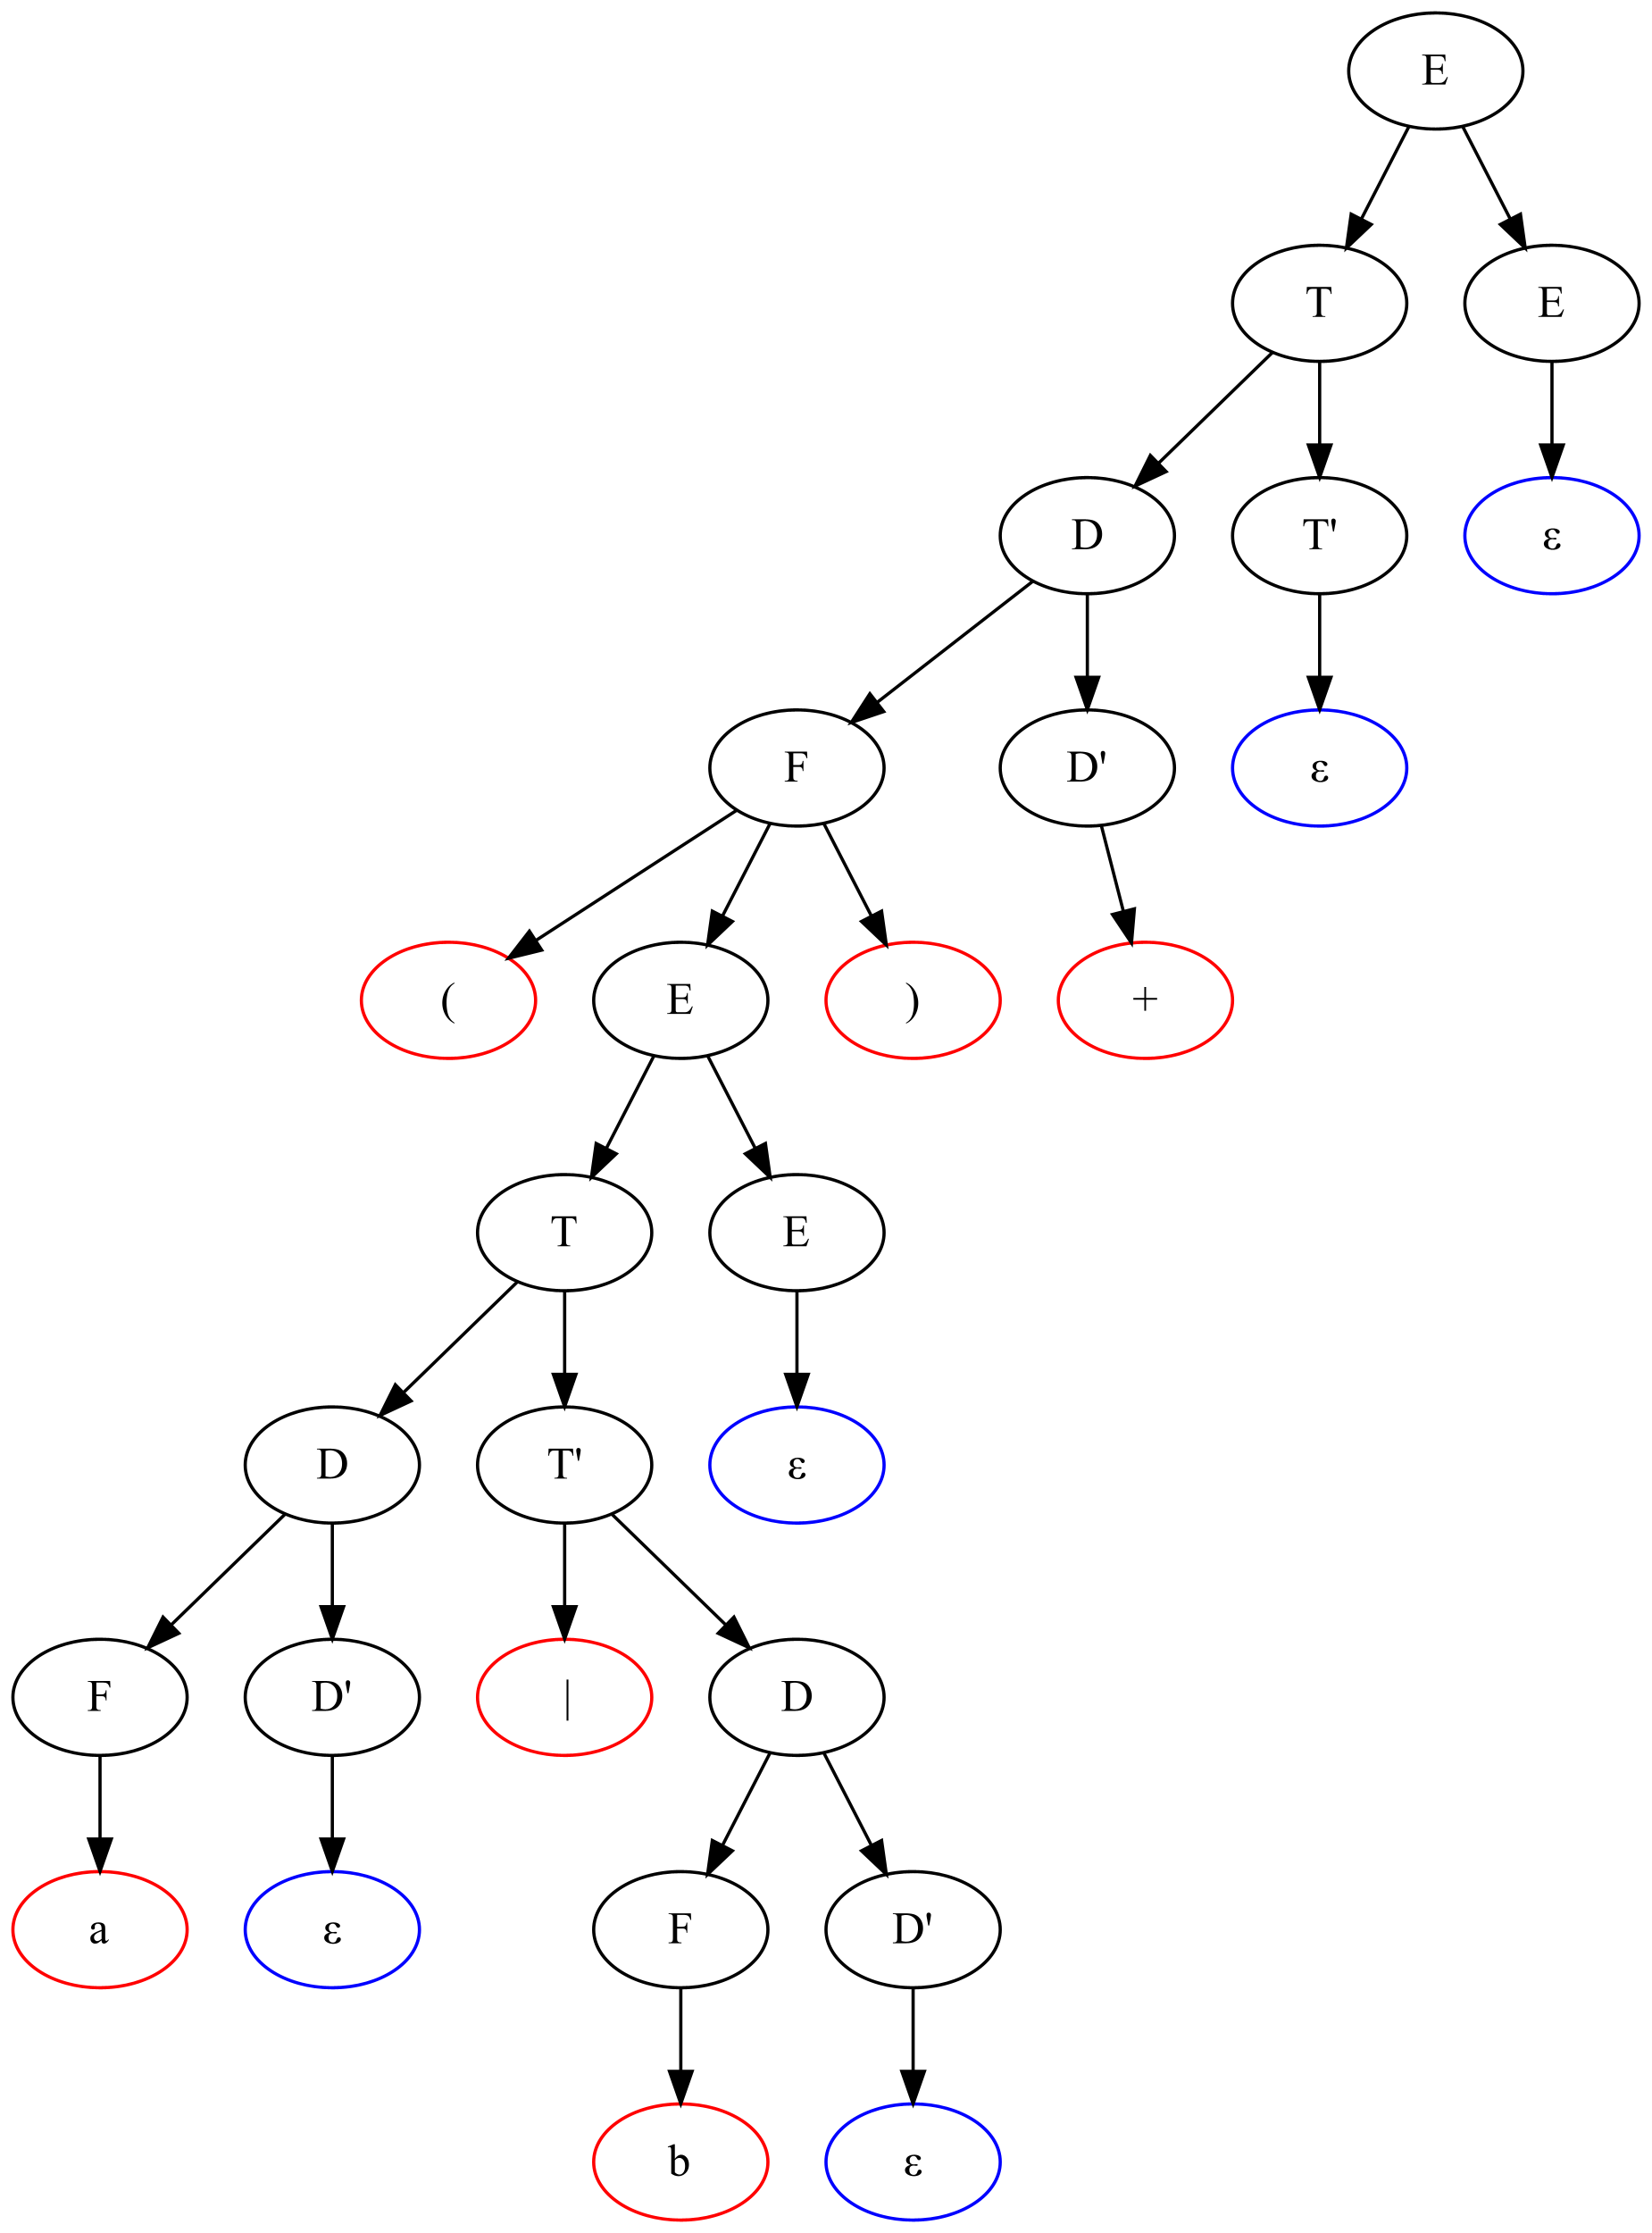 E
T E
D T' ε
F D' ε
( E ) +
T E
D T' ε
F D' | D
a ε F D'
b ε